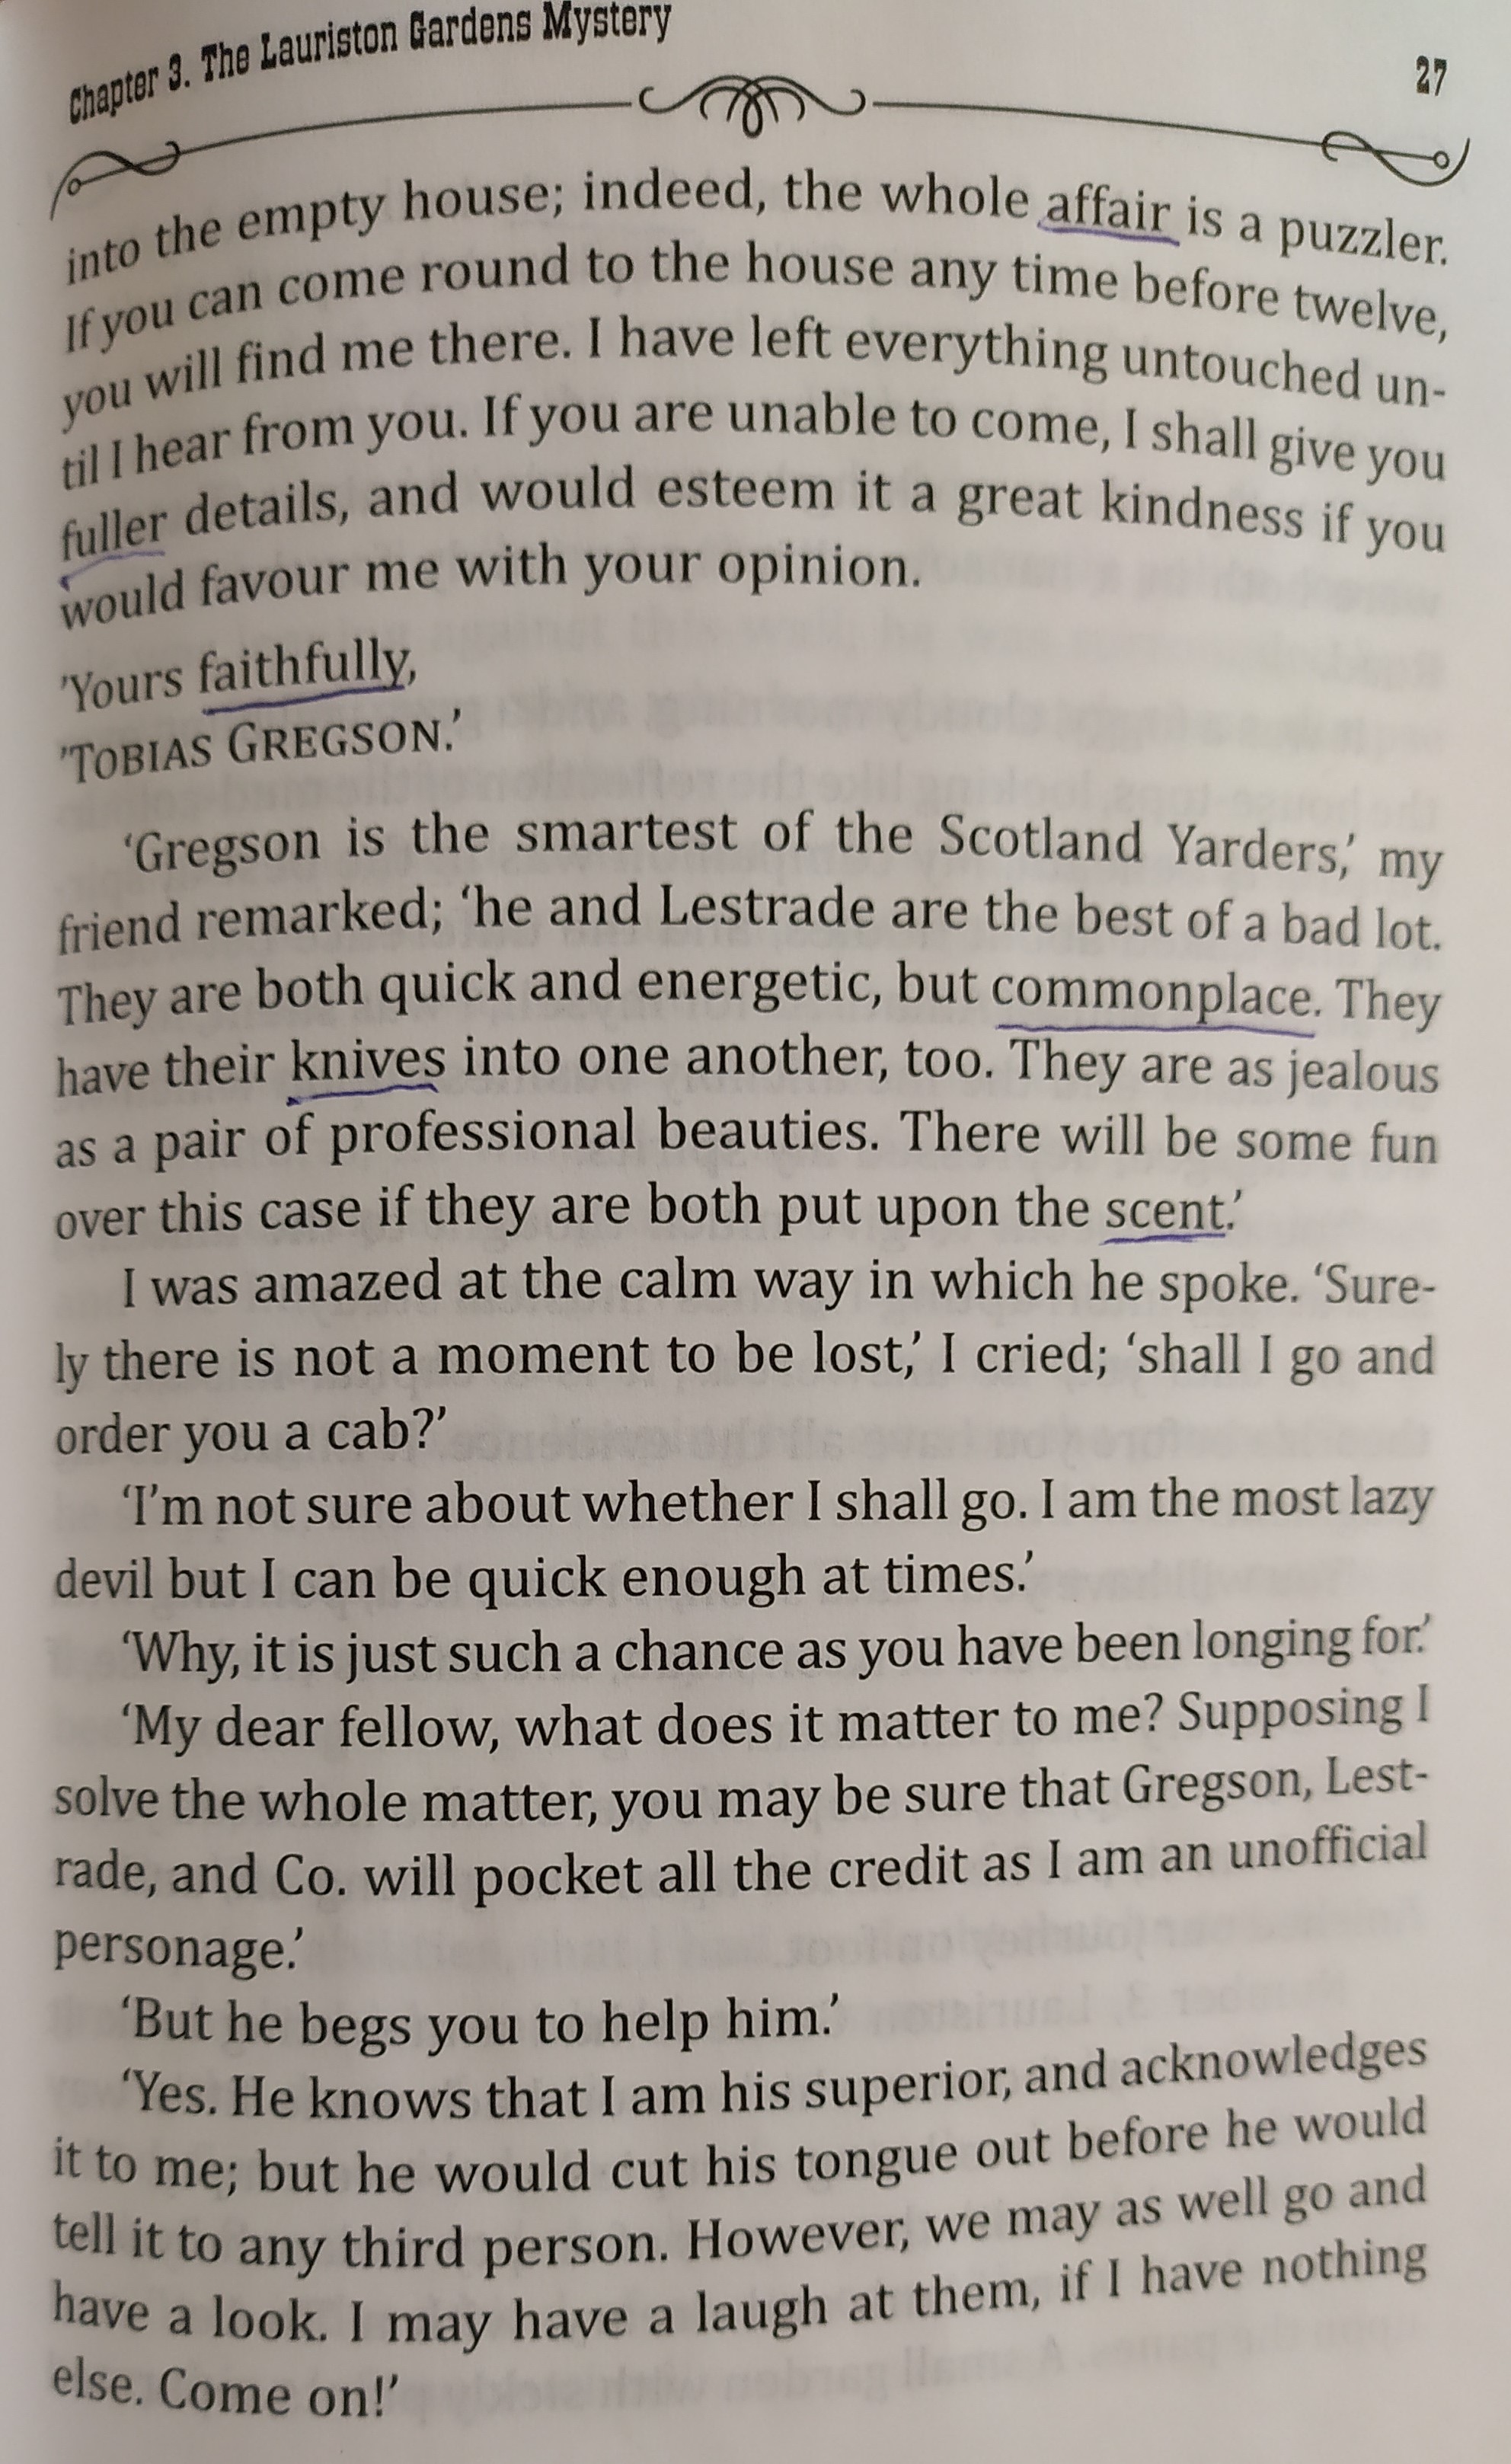 Chapter 3. The Lauriston Gardens Mystery
27
into the empty house; indeed, the whole affair is a puzzler.
If you can come round to the house any time before twelve,
you will find me there. I have left everything untouched un-
til I hear from you. If you are unable to come, I shall give you
fuller details, and would esteem it a great kindness if you
would favour me with your opinion.
'Yours faithfully,
'TOBIAS GREGSON.’
‘Gregson is the smartest of the Scotland Yarders,’ my
friend remarked; ‘he and Lestrade are the best of a bad lot.
They are both quick and energetic, but commonplace. They
have their knives into one another, too. They are as jealous
as a pair of professional beauties. There will be some fun
over this case if they are both put upon the scent.’
I was amazed at the calm way in which he spoke. ‘Sure-
ly there is not a moment to be lost,’ I cried; ‘shall I go and
order you a cab?’
‘I’m not sure about whether I shall go. I am the most lazy
devil but I can be quick enough at times.’
‘Why, it is just such a chance as you have been longing for.’
‘My dear fellow, what does it matter to me? Supposing I
solve the whole matter, you may be sure that Gregson, Lest-
rade, and Co. will pocket all the credit as I am an unofficial
personage.’
‘But he begs you to help him.’
‘Yes. He knows that I am his superior, and acknowledges
it to me; but he would cut his tongue out before he would
tell it to any third person. However, we may as well go and
have a look. I may have a laugh at them, if I have nothing
else. Come on!’